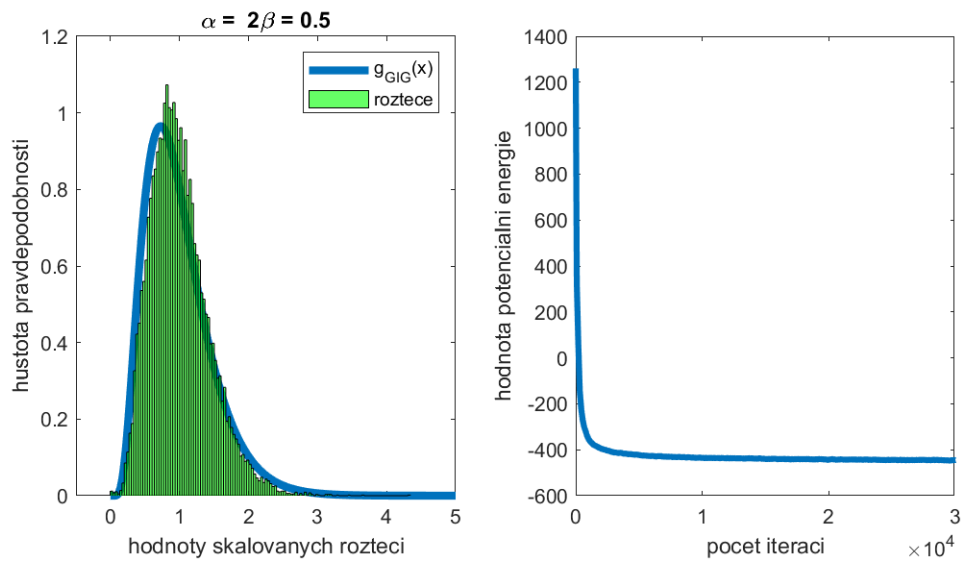 α = 2β = 0.5
1.2
1
0.8
0.6
0.4
0.2
0
hustota pravdepodobnosti
g_GIG(x)
roztece
0 1 2 3 4 5
hodnoty skalovanych rozteci
1400
1200
1000
800
600
400
200
0
-200
-400
-600
hodnota potencialni energie
0 1 2 3
×10^4
pocet iteraci